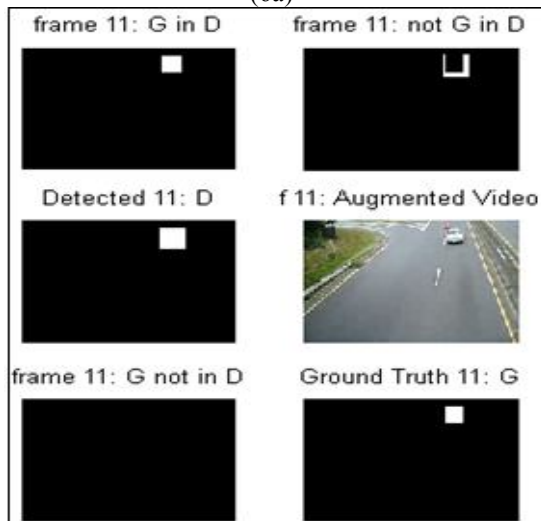 frame 11: G in D
frame 11: not G in D
Detected 11: D
f 11: Augmented Video
frame 11: G not in D
Ground Truth 11: G